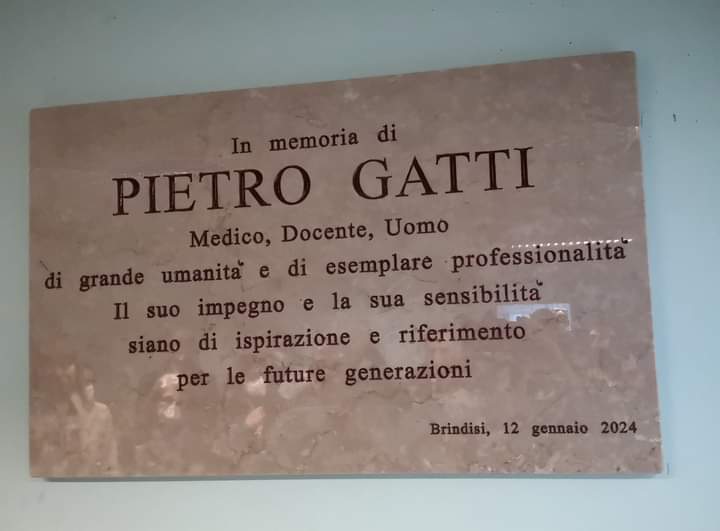 In memoria di
PIETRO GATTI
Medico, Docente, Uomo
di grande umanità e di esemplare professionalità
Il suo impegno e la sua sensibilità
siano di ispirazione e riferimento
per le future generazioni
Brindisi, 12 gennaio 2024